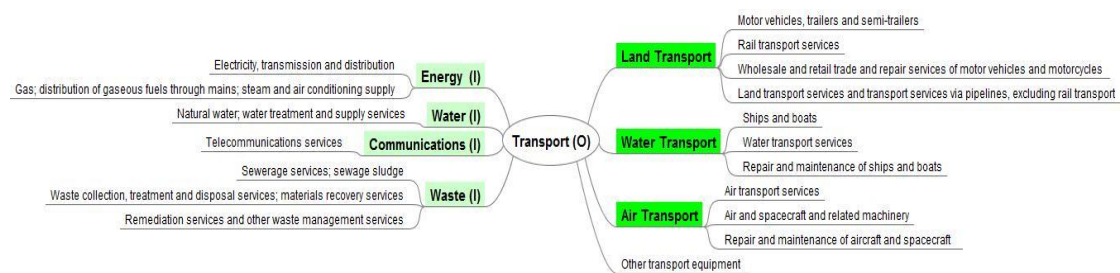 Electricity, transmission and distribution
Gas; distribution of gaseous fuels through mains; steam and air conditioning supply
Energy (I)
Natural water; water treatment and supply services
Water (I)
Telecommunications services
Communications (I)
Sewerage services; sewage sludge
Waste collection, treatment and disposal services; materials recovery services
Remediation services and other waste management services
Waste (I)
Transport (O)
Land Transport
Motor vehicles, trailers and semi-trailers
Rail transport services
Wholesale and retail trade and repair services of motor vehicles and motorcycles
Land transport services and transport services via pipelines, excluding rail transport
Water Transport
Ships and boats
Water transport services
Repair and maintenance of ships and boats
Air Transport
Air transport services
Air and spacecraft and related machinery
Repair and maintenance of aircraft and spacecraft
Other transport equipment